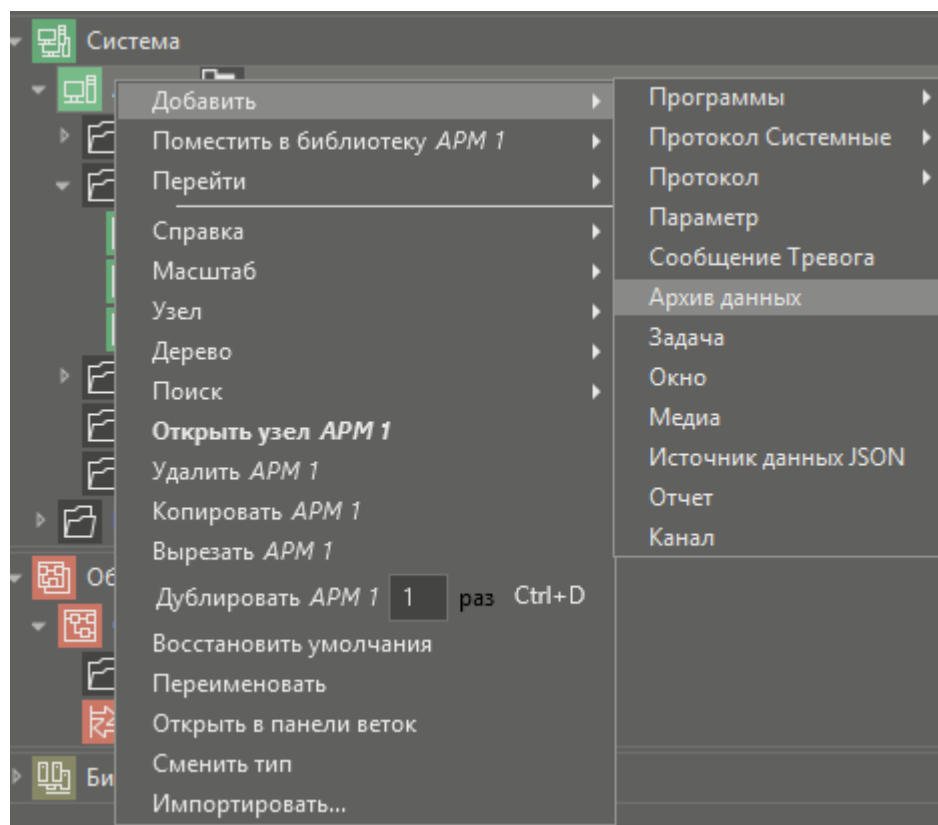 Система
Добавить
Поместить в библиотеку АРМ 1
Перейти
Справка
Масштаб
Узел
Дерево
Поиск
Открыть узел АРМ 1
Удалить АРМ 1
Копировать АРМ 1
Вырезать АРМ 1
Дублировать АРМ 1 1 раз Ctrl+D
Восстановить умолчания
Переименовать
Открыть в панели веток
Сменить тип
Импортировать...
Программы
Протокол Системные
Протокол
Параметр
Сообщение Тревога
Архив данных
Задача
Окно
Медиа
Источник данных JSON
Отчет
Канал